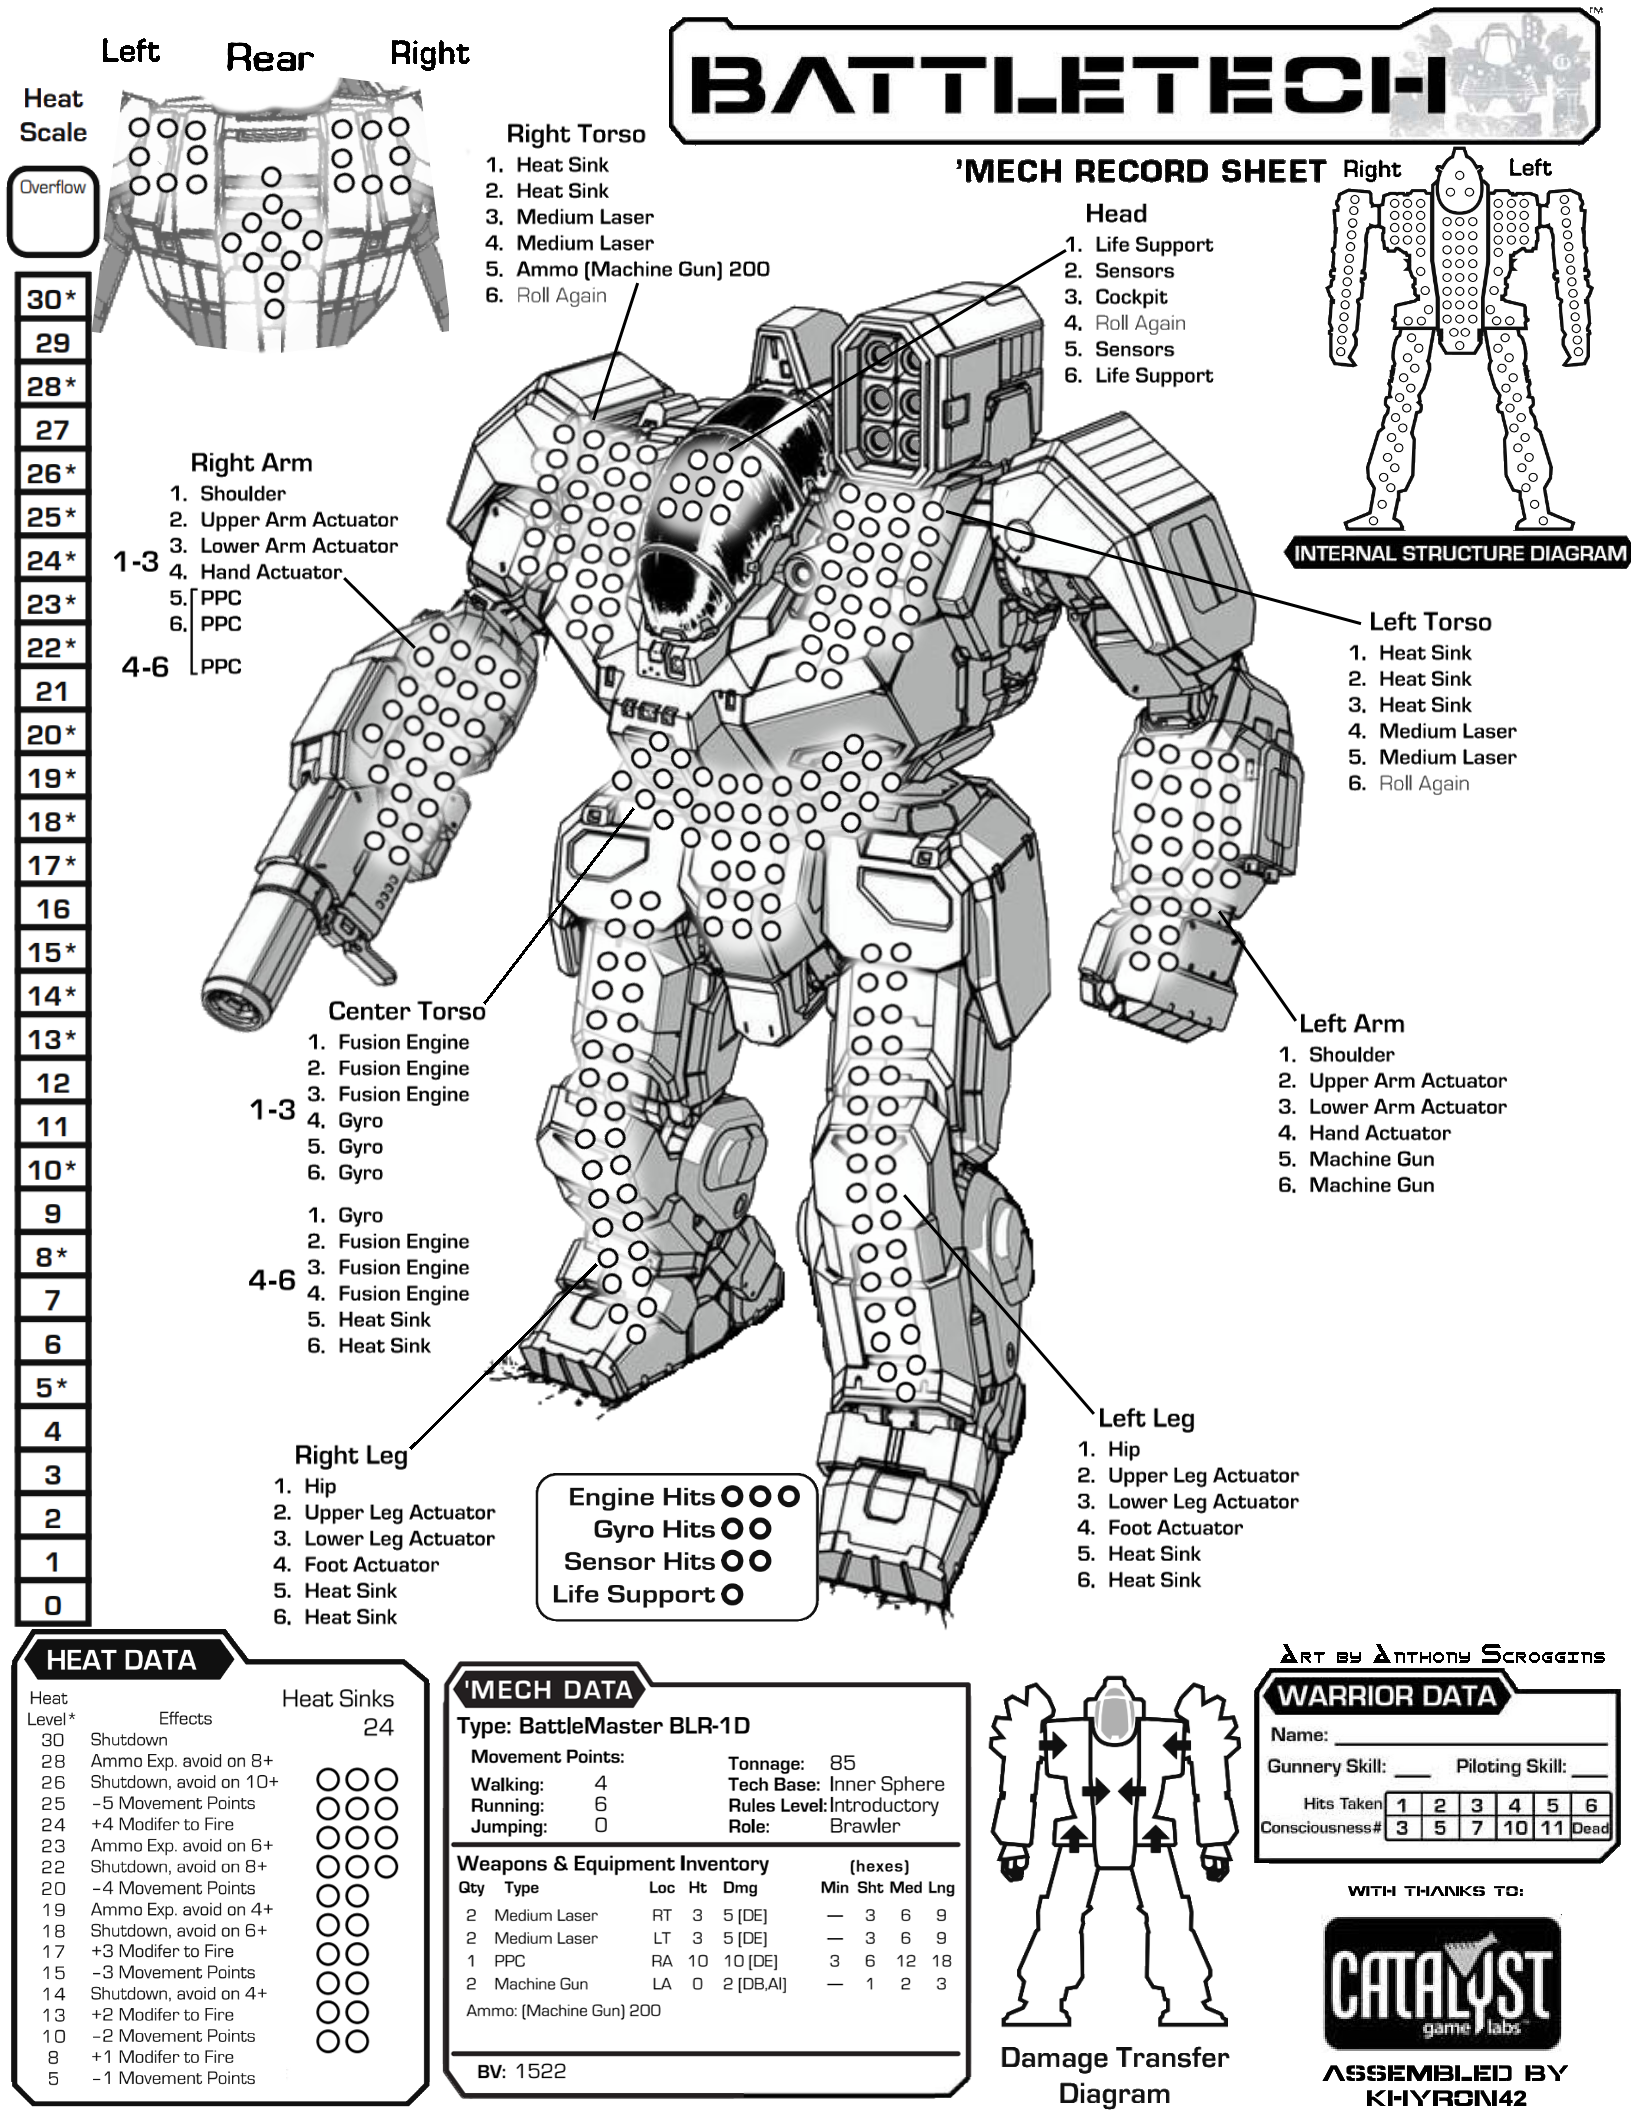 Left Rear Right
Heat
Scale
Overflow
30*
29
28*
27
26*
25*
24*
23*
22*
21
20*
19*
18*
17*
16
15*
14*
13*
12
11
10*
9
8*
7
6
5*
4
3
2
1
0
BATTLETECH
TM
'MECH RECORD SHEET
Right Torso
1. Heat Sink
2. Heat Sink
3. Medium Laser
4. Medium Laser
5. Ammo (Machine Gun) 200
6. Roll Again
Head
1. Life Support
2. Sensors
3. Cockpit
4. Roll Again
5. Sensors
6. Life Support
Right Left
INTERNAL STRUCTURE DIAGRAM
Right Arm
1. Shoulder
2. Upper Arm Actuator
1-3 3. Lower Arm Actuator
4. Hand Actuator
5. PPC
6. PPC
4-6 PPC
Left Torso
1. Heat Sink
2. Heat Sink
3. Heat Sink
4. Medium Laser
5. Medium Laser
6. Roll Again
Center Torso
1. Fusion Engine
2. Fusion Engine
3. Fusion Engine
1-3 4. Gyro
5. Gyro
6. Gyro
1. Gyro
2. Fusion Engine
4-6 3. Fusion Engine
4. Fusion Engine
5. Heat Sink
6. Heat Sink
Left Arm
1. Shoulder
2. Upper Arm Actuator
3. Lower Arm Actuator
4. Hand Actuator
5. Machine Gun
6. Machine Gun
Right Leg
1. Hip
2. Upper Leg Actuator
3. Lower Leg Actuator
4. Foot Actuator
5. Heat Sink
6. Heat Sink
Engine Hits
Gyro Hits
Sensor Hits
Life Support
Left Leg
1. Hip
2. Upper Leg Actuator
3. Lower Leg Actuator
4. Foot Actuator
5. Heat Sink
6. Heat Sink
HEAT DATA
Heat
Level* Effects
Heat Sinks
24
30 Shutdown
28 Ammo Exp. avoid on 8+
26 Shutdown, avoid on 10+
25 -5 Movement Points
24 +4 Modifer to Fire
23 Ammo Exp. avoid on 6+
22 Shutdown, avoid on 8+
20 -4 Movement Points
19 Ammo Exp. avoid on 4+
18 Shutdown, avoid on 6+
17 +3 Modifer to Fire
15 -3 Movement Points
14 Shutdown, avoid on 4+
13 +2 Modifer to Fire
10 -2 Movement Points
8 +1 Modifer to Fire
5 -1 Movement Points
'MECH DATA
Type: BattleMaster BLR-1D
Movement Points:
Walking: 4
Running: 6
Jumping: 0
Tonnage: 85
Tech Base: Inner Sphere
Rules Level: Introductory
Role: Brawler
Weapons & Equipment Inventory (hexes)
Qty Type Loc Ht Dmg Min Sht Med Lng
2 Medium Laser RT 3 5 [DE] — 3 6 9
2 Medium Laser LT 3 5 [DE] — 3 6 9
1 PPC RA 10 10 [DE] 3 6 12 18
2 Machine Gun LA 0 2 [DB,AI] — 1 2 3
Ammo: (Machine Gun) 200
BV: 1522
Damage Transfer
Diagram
Art by Anthony Scroggins
WARRIOR DATA
Name:
Gunnery Skill: Piloting Skill:
Hits Taken 1 2 3 4 5 6
Consciousness# 3 5 7 10 11 Dead
WITH THANKS TO:
CATALYST
game labs
ASSEMBLED BY
KHYRON42